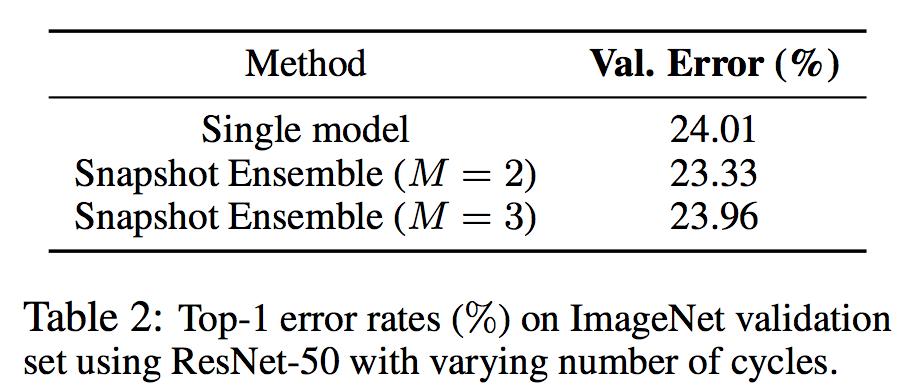 Method Val. Error (%)
Single model 24.01
Snapshot Ensemble (M = 2) 23.33
Snapshot Ensemble (M = 3) 23.96
Table 2: Top-1 error rates (%) on ImageNet validation
set using ResNet-50 with varying number of cycles.